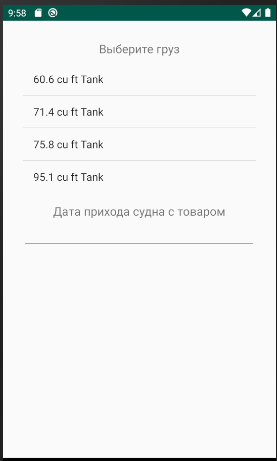 9:58
Выберите груз
60.6 cu ft Tank
71.4 cu ft Tank
75.8 cu ft Tank
95.1 cu ft Tank
Дата прихода судна с товаром